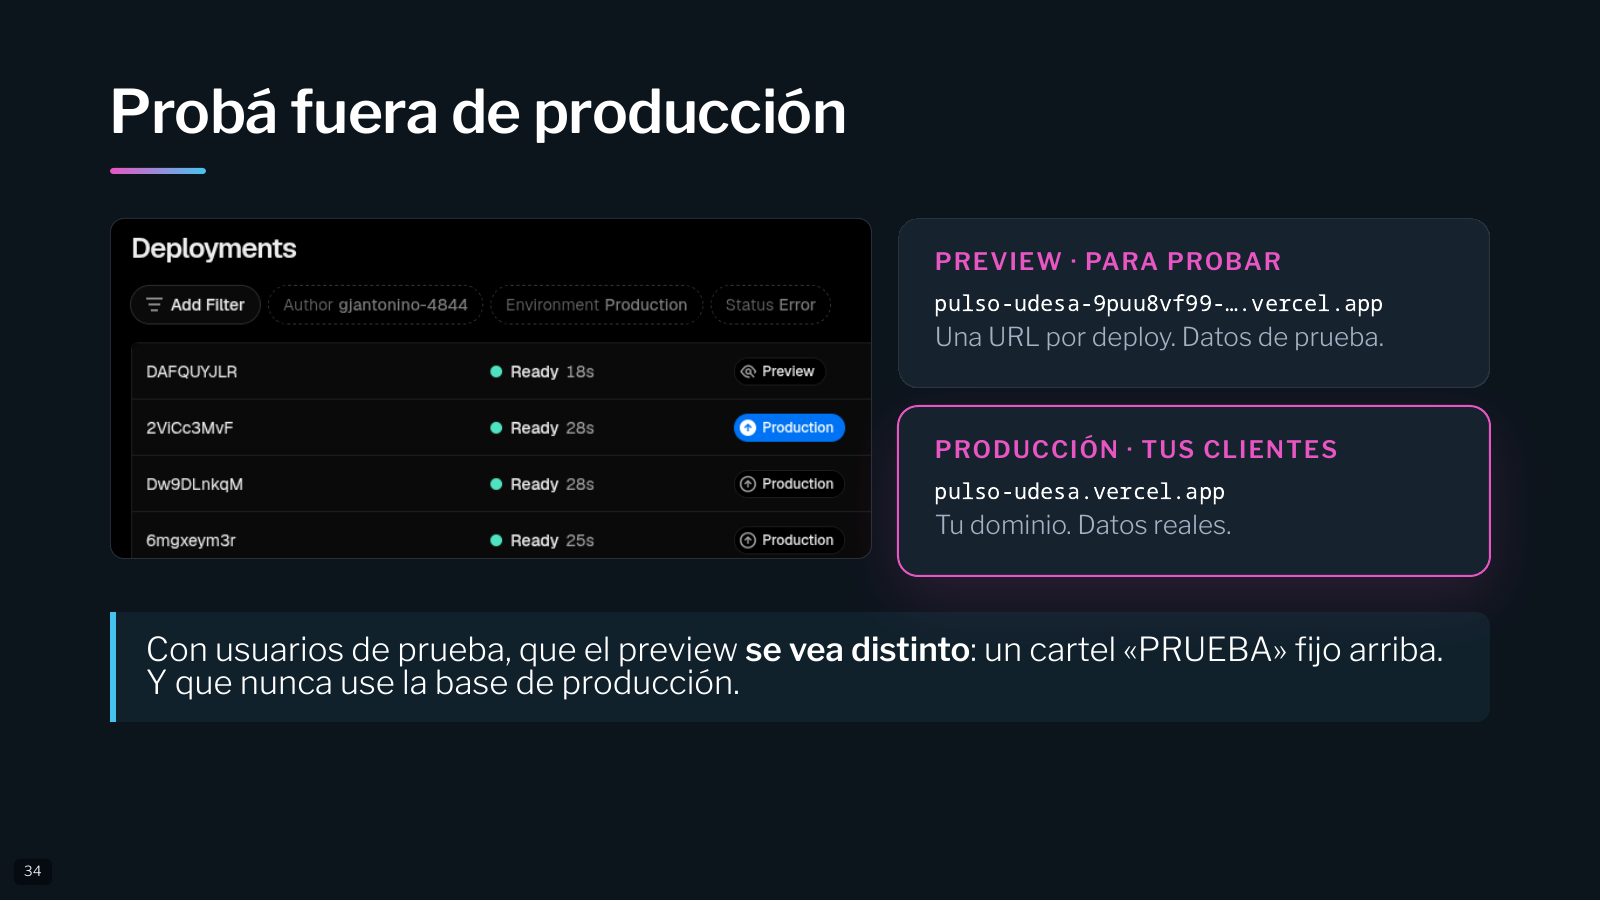 Probá fuera de producción
Deployments
Add Filter
Author gjantonino-4844
Environment Production
Status Error
DAFQUYJLR Ready 18s Preview
2ViCc3MvF Ready 28s Production
Dw9DLnkqM Ready 28s Production
6mgxeym3r Ready 25s Production
PREVIEW · PARA PROBAR
pulso-udesa-9puu8vf99-….vercel.app
Una URL por deploy. Datos de prueba.
PRODUCCIÓN · TUS CLIENTES
pulso-udesa.vercel.app
Tu dominio. Datos reales.
Con usuarios de prueba, que el preview se vea distinto: un cartel «PRUEBA» fijo arriba.
Y que nunca use la base de producción.
34